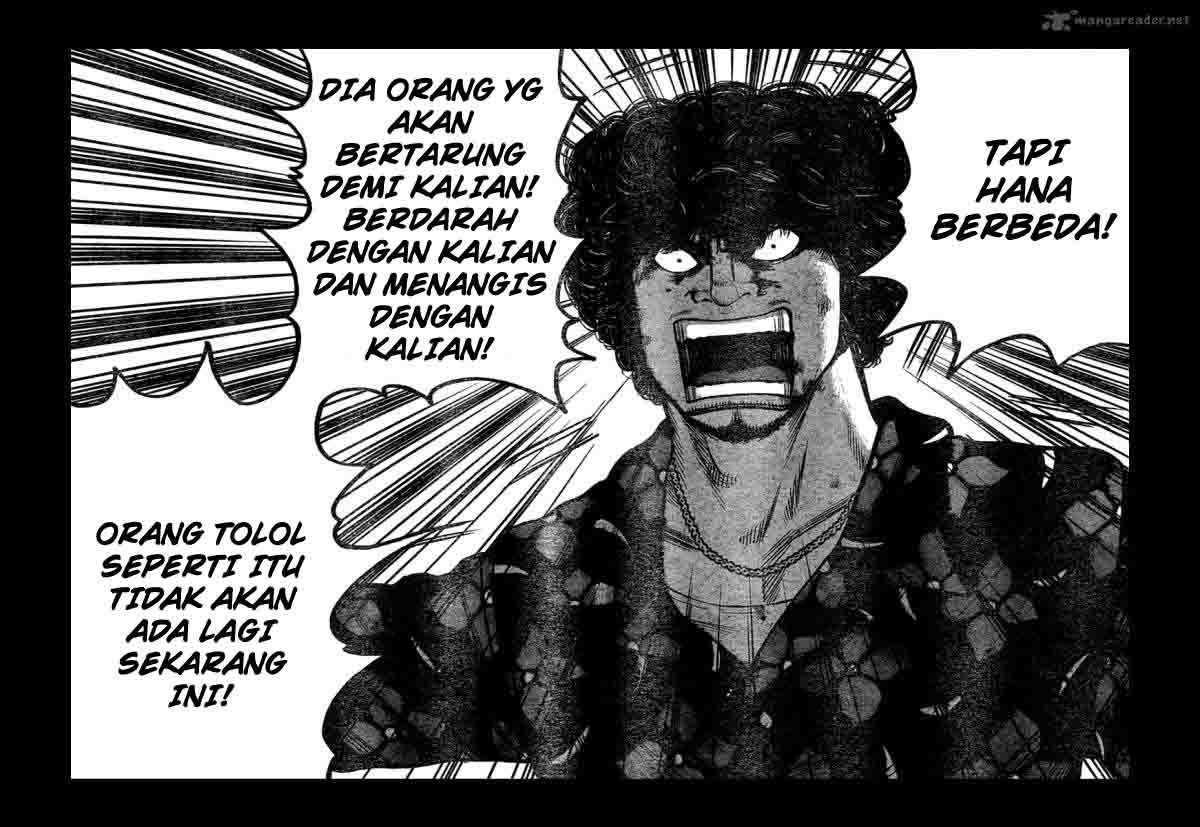 mangareader.net
TAPI
HANA
BERBEDA!
DIA ORANG YG
AKAN
BERTARUNG
DEMI KALIAN!
BERDARAH
DENGAN KALIAN
DAN MENANGIS
DENGAN
KALIAN!
ORANG TOLOL
SEPERTI ITU
TIDAK AKAN
ADA LAGI
SEKARANG
INI!